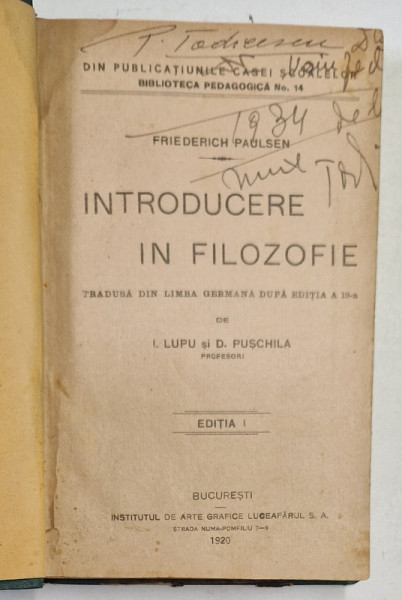 P. Todicescu
DIN PUBLICAȚIUNILE CASEI ȘCOALELOR
BIBLIOTECA PEDAGOGICĂ No. 14
1934
FRIEDERICH PAULSEN
INTRODUCERE
IN FILOZOFIE
TRADUSĂ DIN LIMBA GERMANĂ DUPĂ EDIȚIA A 19-a
DE
I. LUPU și D. PUȘCHILA
PROFESORI
EDIȚIA I
BUCUREȘTI
INSTITUTUL DE ARTE GRAFICE LUCEAFĂRUL S. A.
STRADA NUMA-POMPILIU 7-9
1920